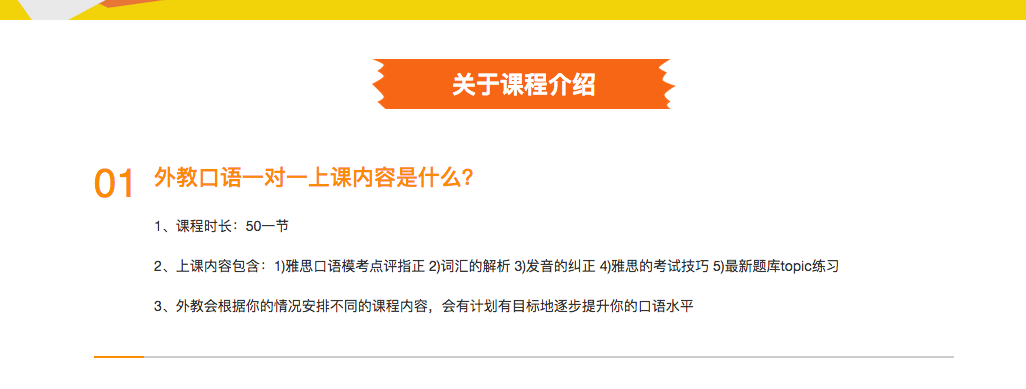 关于课程介绍
01 外教口语一对一上课内容是什么?
1、课程时长：50一节
2、上课内容包含：1)雅思口语模考点评指正 2)词汇的解析 3)发音的纠正 4)雅思的考试技巧 5)最新题库topic练习
3、外教会根据你的情况安排不同的课程内容，会有计划有目标地逐步提升你的口语水平